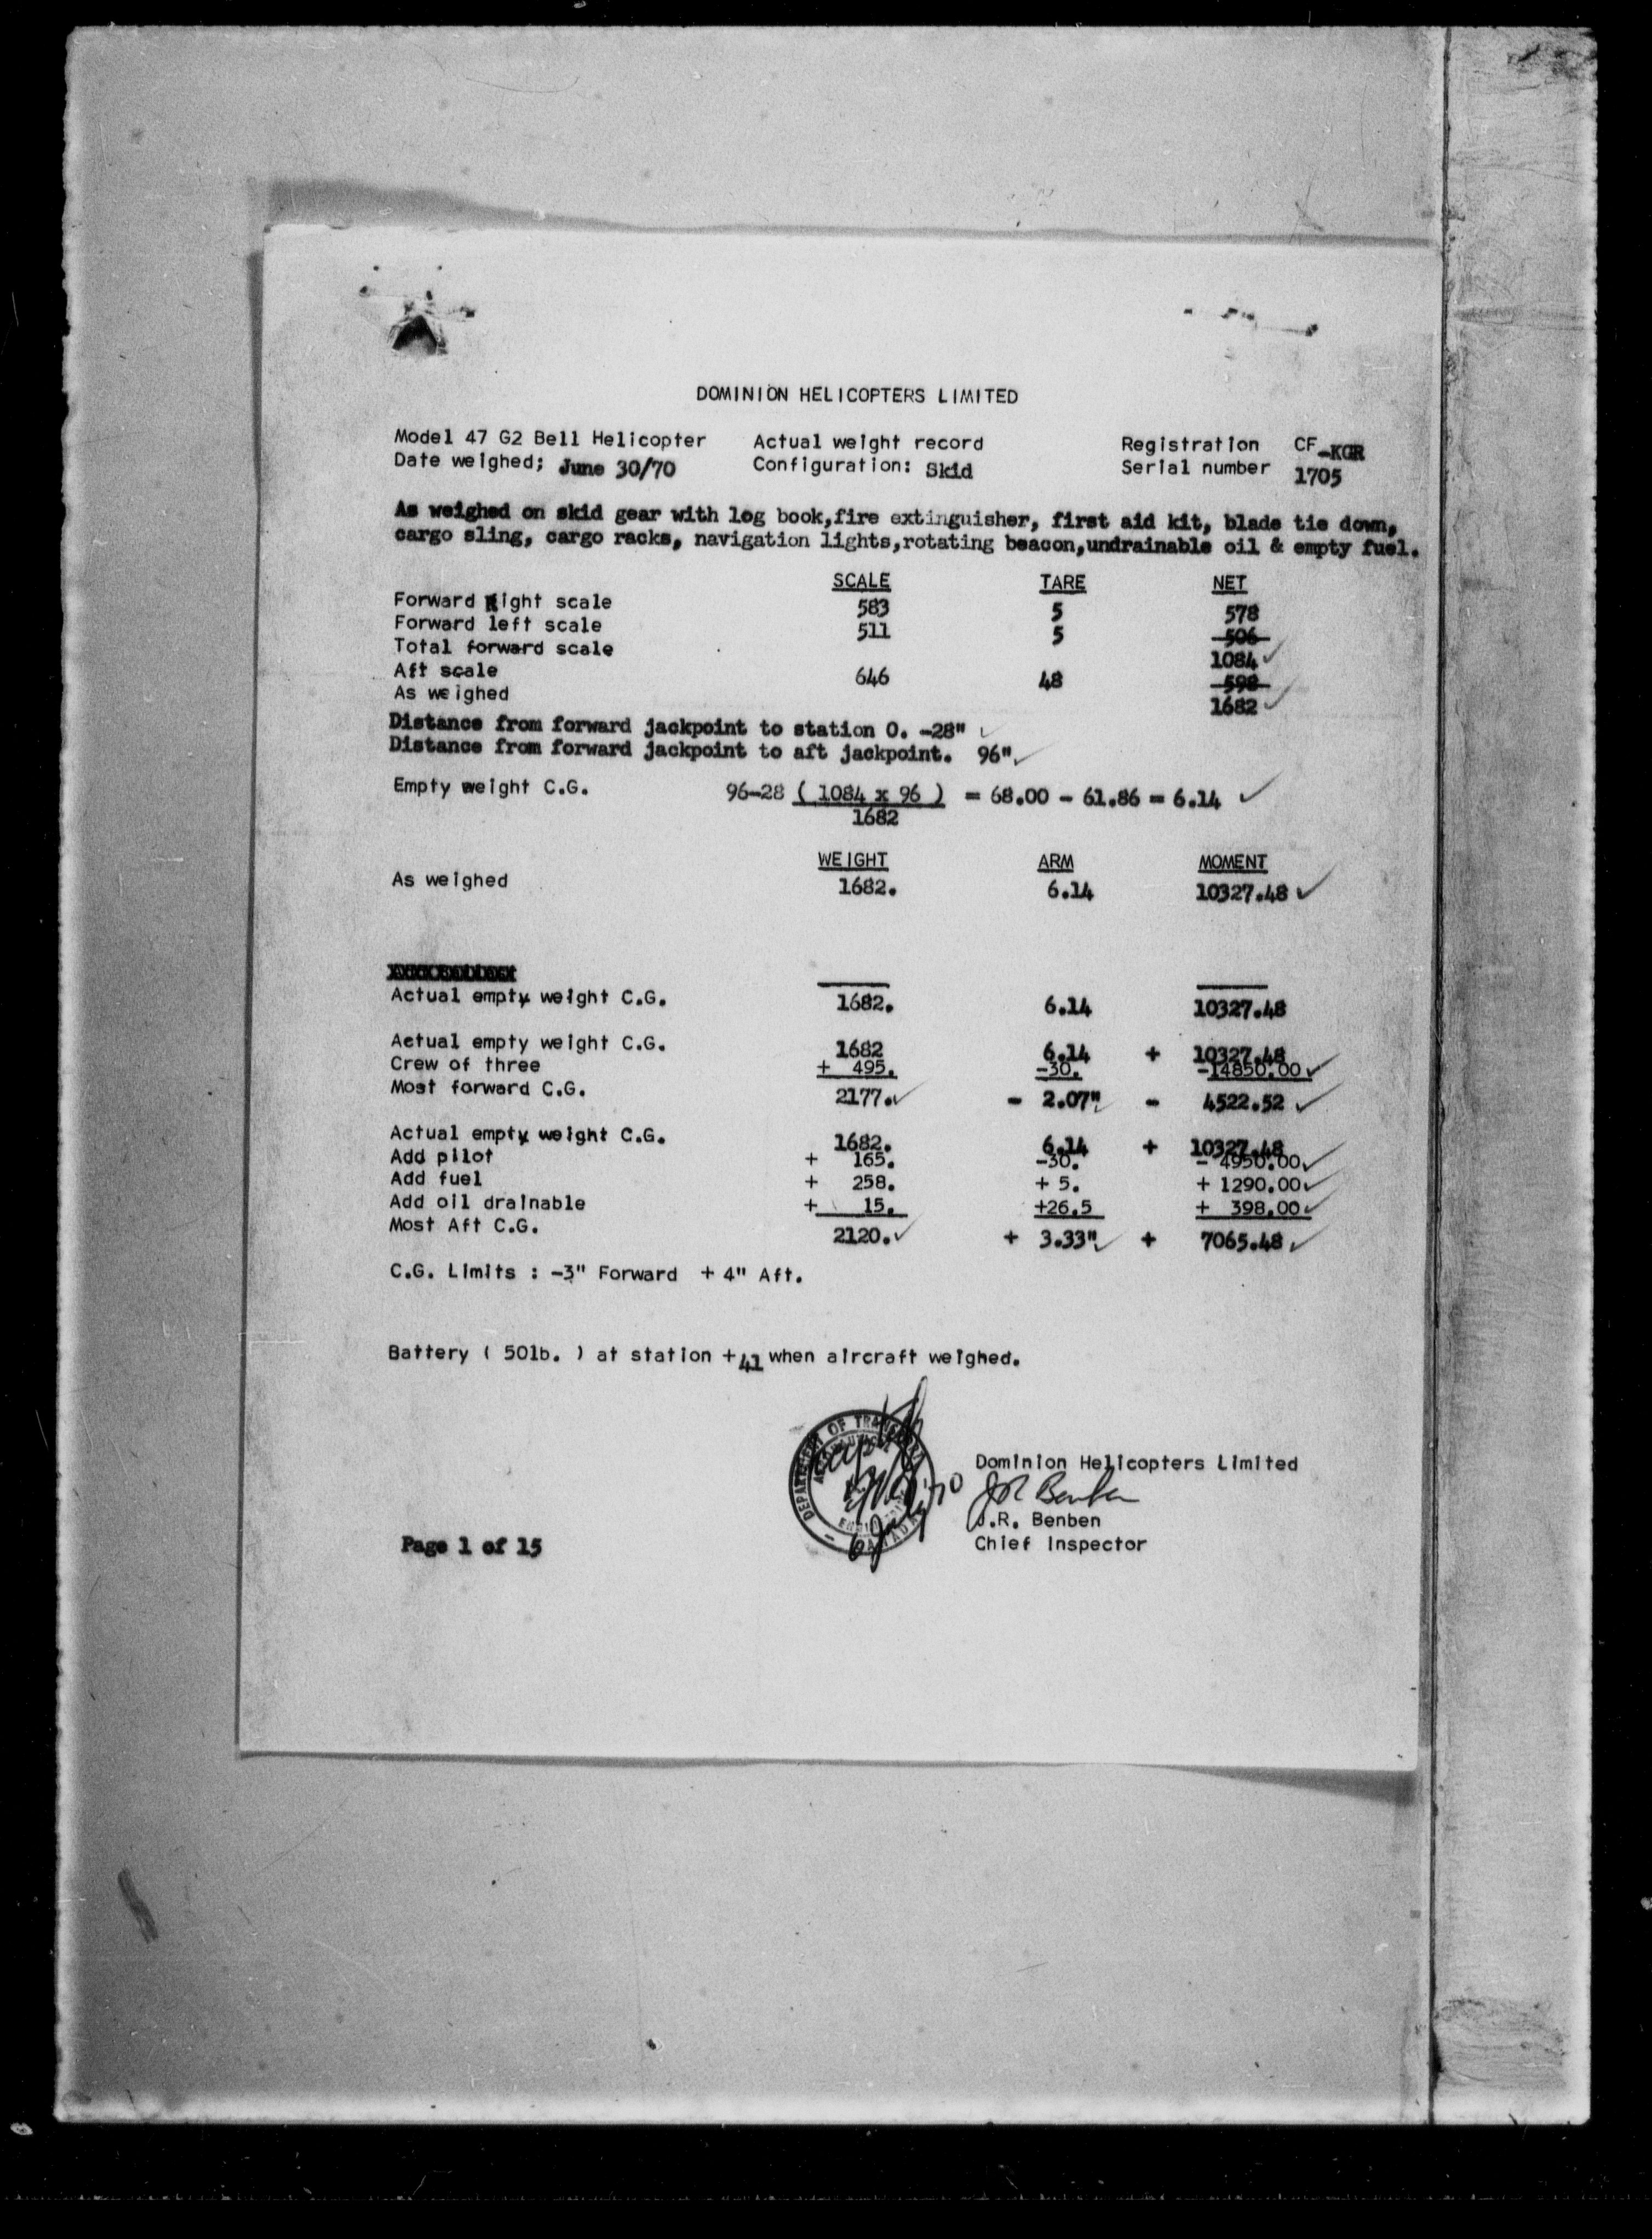 DOMINION HELICOPTERS LIMITED
Model 47 G2 Bell Helicopter Actual weight record Registration CF-KGR
Date weighed; June 30/70 Configuration: Skid Serial number 1705
As weighed on skid gear with log book,fire extinguisher, first aid kit, blade tie down,
cargo sling, cargo racks, navigation lights,rotating beacon,undrainable oil & empty fuel.
SCALE TARE NET
Forward Right scale 583 5 578
Forward left scale 511 5 506
Total forward scale 1084 ✓
Aft scale 646 48 598
As weighed 1682 ✓
Distance from forward jackpoint to station 0. -28" ✓
Distance from forward jackpoint to aft jackpoint. 96" ✓
Empty weight C.G. 96-28 ( 1084 x 96 ) = 68.00 - 61.86 = 6.14 ✓
1682
WEIGHT ARM MOMENT
As weighed 1682. 6.14 10327.48 ✓
Actual empty weight C.G. 1682. 6.14 10327.48
Actual empty weight C.G. 1682 6.14 + 10327.48
Crew of three + 495. -30. -14850.00 ✓
Most forward C.G. 2177. ✓ - 2.07" ✓ - 4522.52 ✓
Actual empty weight C.G. 1682. 6.14 + 10327.48
Add pilot + 165. -30. - 4950.00 ✓
Add fuel + 258. + 5. + 1290.00 ✓
Add oil drainable + 15. +26.5 + 398.00 ✓
Most Aft C.G. 2120. ✓ + 3.33" ✓ + 7065.48 ✓
C.G. Limits : -3" Forward + 4" Aft.
Battery ( 50lb. ) at station +41 when aircraft weighed.
DEPARTMENT OF TRANSPORT
CANADA
6 July 70
Dominion Helicopters Limited
J R Benben
J.R. Benben
Chief Inspector
Page 1 of 15